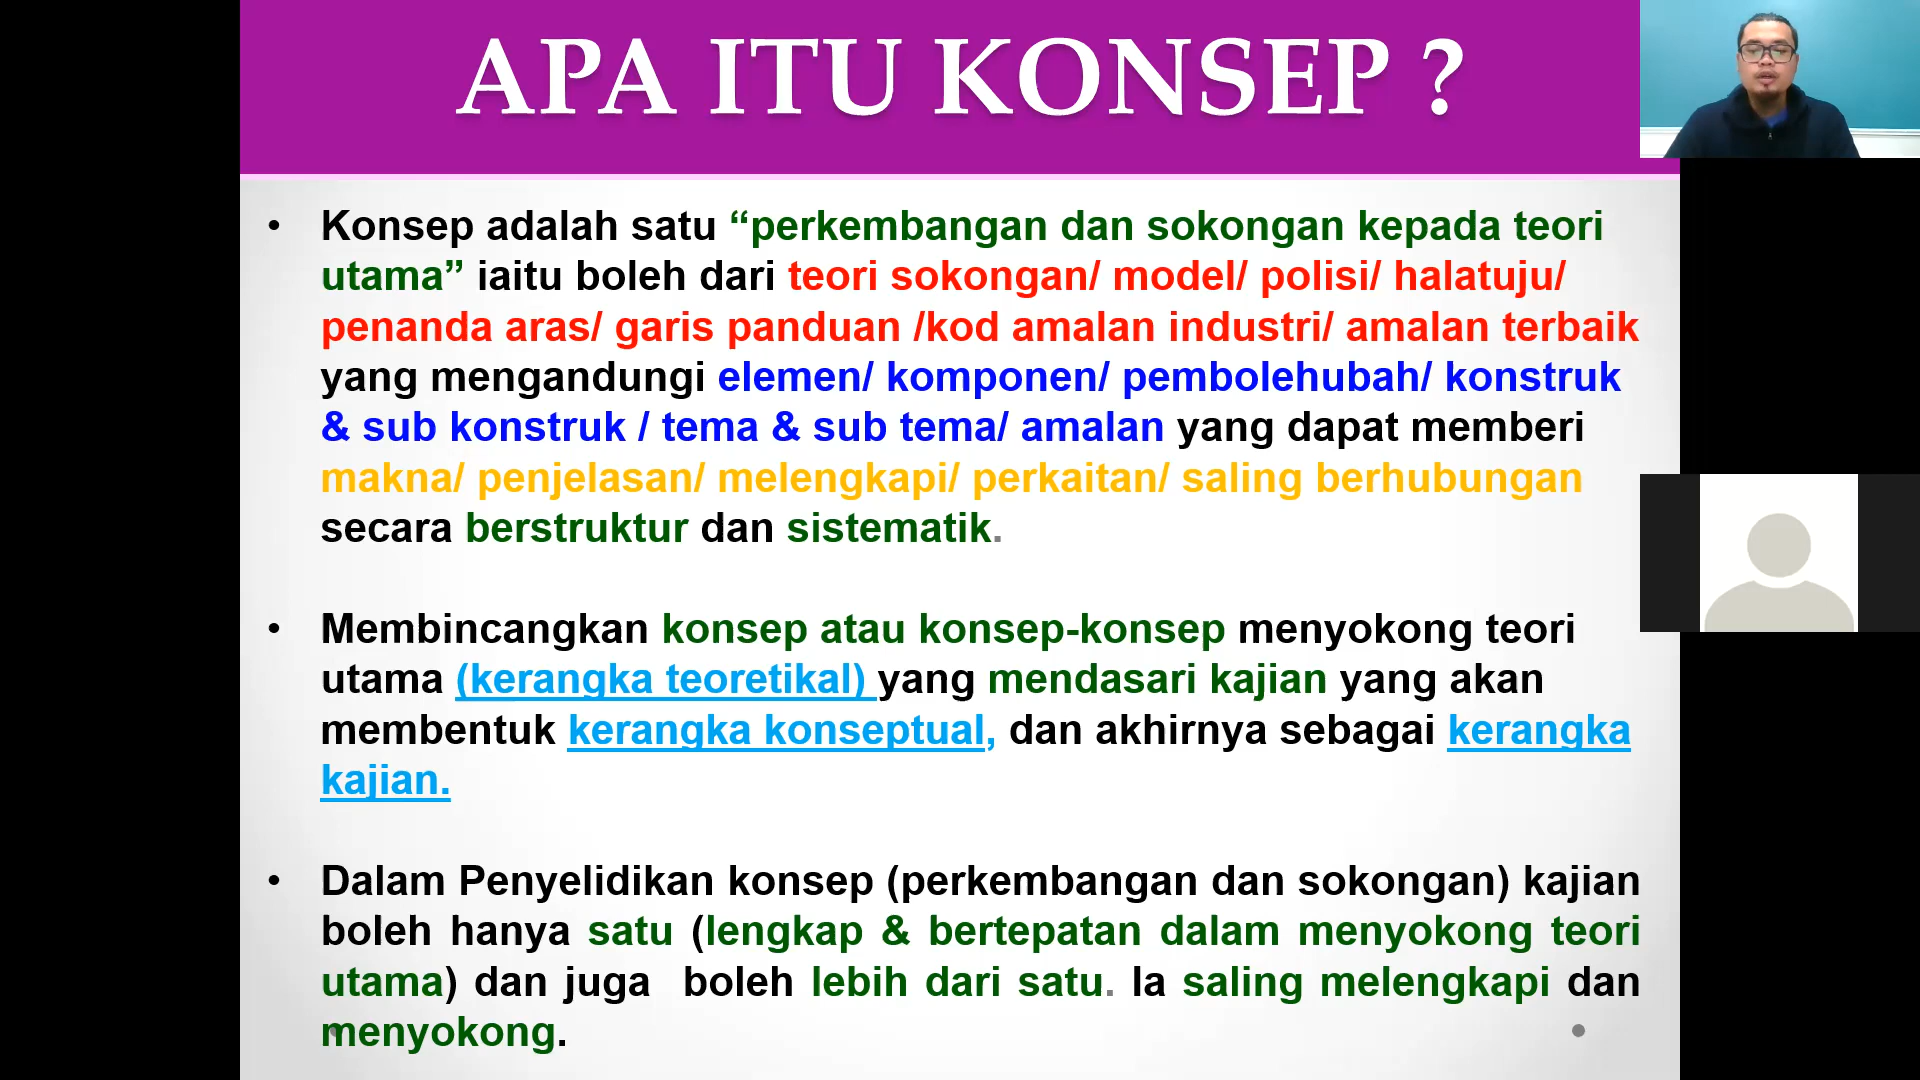 APA ITU KONSEP ?
• Konsep adalah satu “perkembangan dan sokongan kepada teori
utama” iaitu boleh dari teori sokongan/ model/ polisi/ halatuju/
penanda aras/ garis panduan /kod amalan industri/ amalan terbaik
yang mengandungi elemen/ komponen/ pembolehubah/ konstruk
& sub konstruk / tema & sub tema/ amalan yang dapat memberi
makna/ penjelasan/ melengkapi/ perkaitan/ saling berhubungan
secara berstruktur dan sistematik.
• Membincangkan konsep atau konsep-konsep menyokong teori
utama (kerangka teoretikal) yang mendasari kajian yang akan
membentuk kerangka konseptual, dan akhirnya sebagai kerangka
kajian.
• Dalam Penyelidikan konsep (perkembangan dan sokongan) kajian
boleh hanya satu (lengkap & bertepatan dalam menyokong teori
utama) dan juga boleh lebih dari satu. Ia saling melengkapi dan
menyokong.